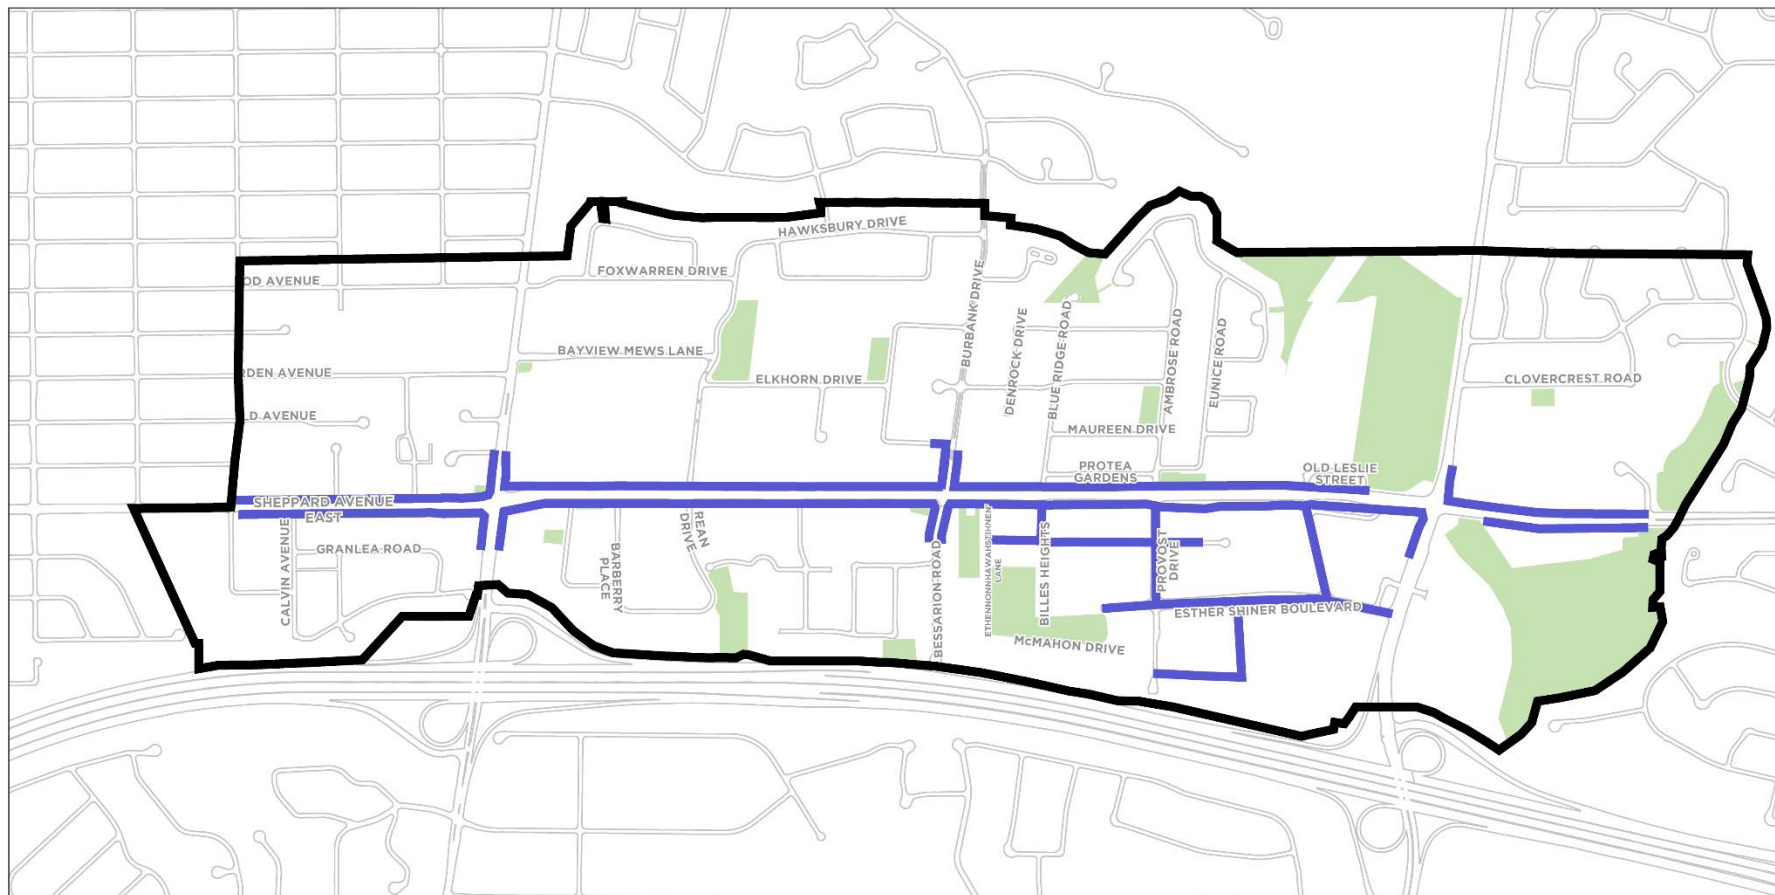 HAWKSBURY DRIVE
FOXWARREN DRIVE
OD AVENUE
BURBANK DRIVE
DENROCK DRIVE
BLUE RIDGE ROAD
AMBROSE ROAD
EUNICE ROAD
BAYVIEW MEWS LANE
RDEN AVENUE
ELKHORN DRIVE
CLOVERCREST ROAD
LD AVENUE
MAUREEN DRIVE
PROTEA
GARDENS
OLD LESLIE
STREET
SHEPPARD AVENUE
EAST
CALVIN AVENUE
GRANLEA ROAD
BARBERRY
PLACE
REAN
DRIVE
BESSARION ROAD
ETHENNONNHAWAHSTIHNEN
LANE
BILLES HEIGHTS
PROVOST
DRIVE
ESTHER SHINER BOULEVARD
McMAHON DRIVE